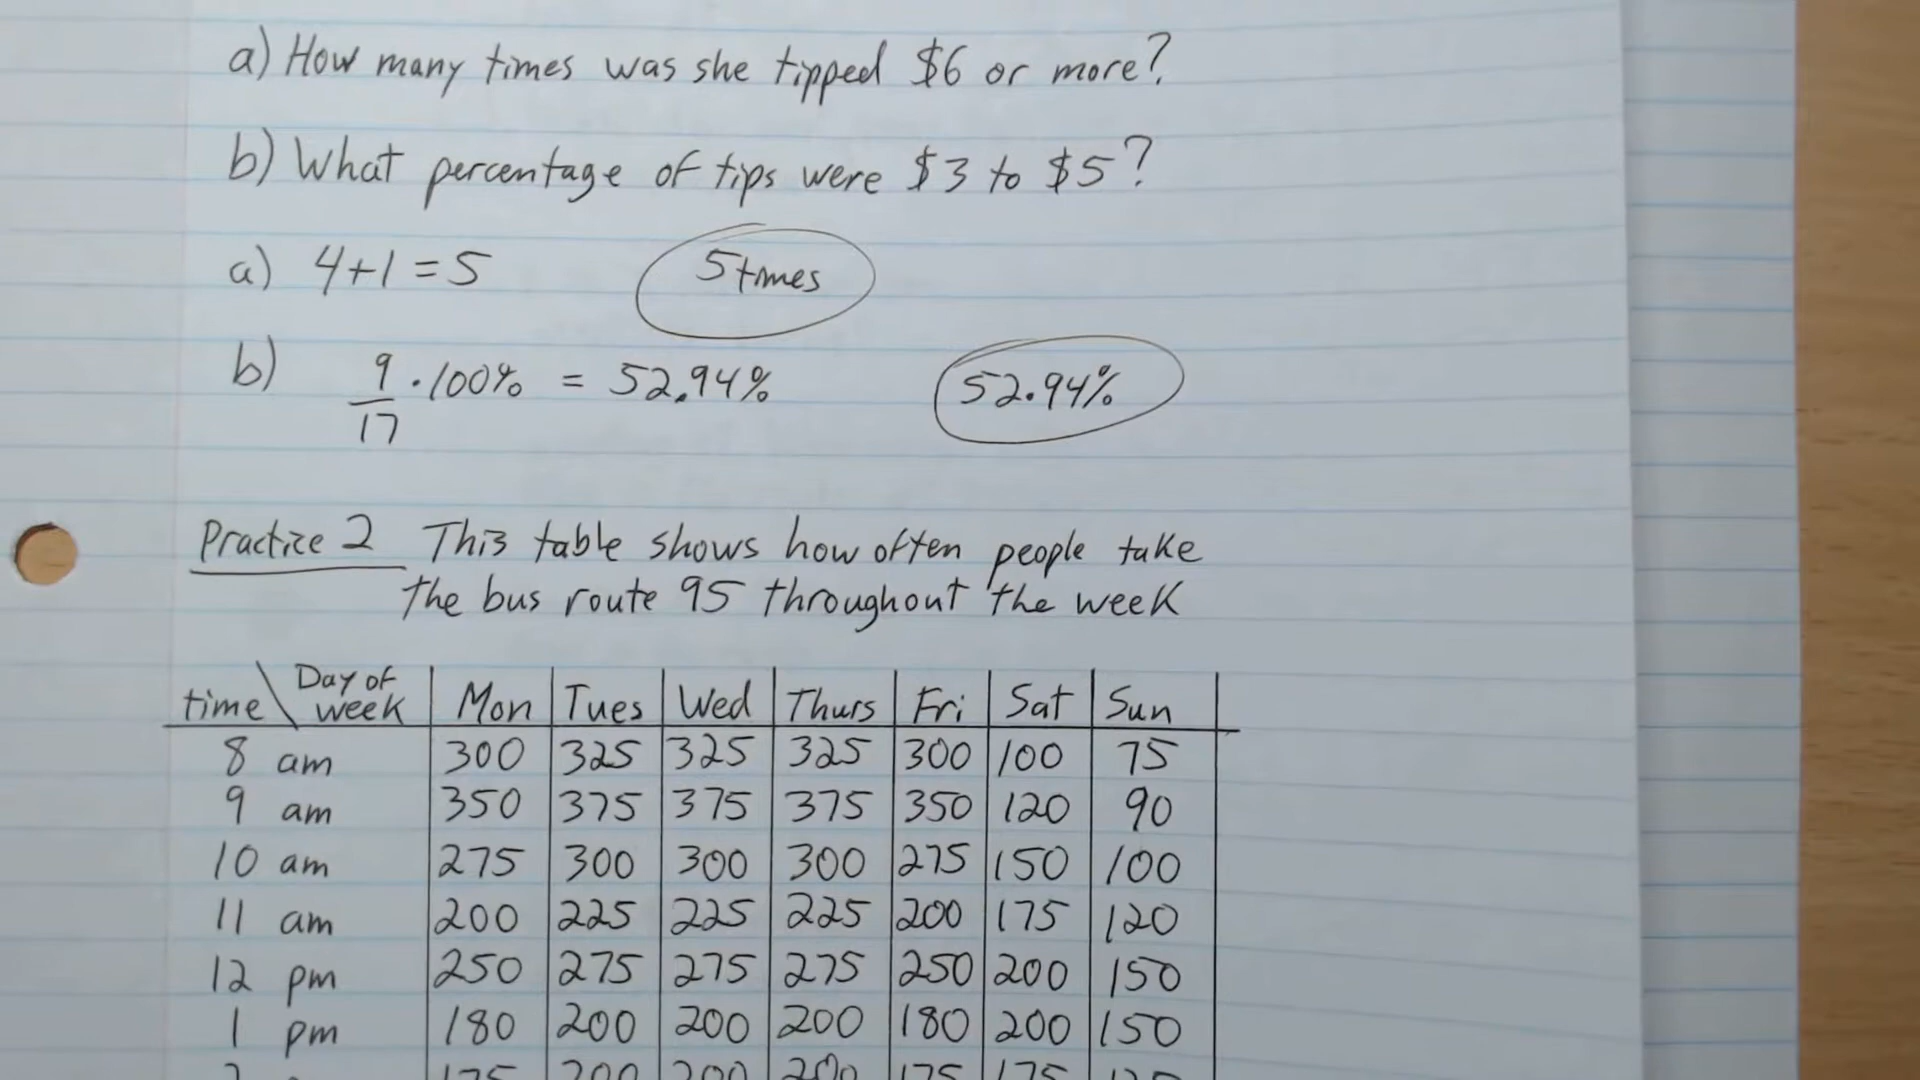 a) How many times was she tipped $6 or more?
b) What percentage of tips were $3 to $5?
a) 4+1=5 5 times
b) 9/17 · 100% = 52.94% 52.94%
Practice 2 This table shows how often people take
the bus route 95 throughout the week
time \ Day of week Mon Tues Wed Thurs Fri Sat Sun
8 am 300 325 325 325 300 100 75
9 am 350 375 375 375 350 120 90
10 am 275 300 300 300 275 150 100
11 am 200 225 225 225 200 175 120
12 pm 250 275 275 275 250 200 150
1 pm 180 200 200 200 180 200 150
200 200 200 175 175